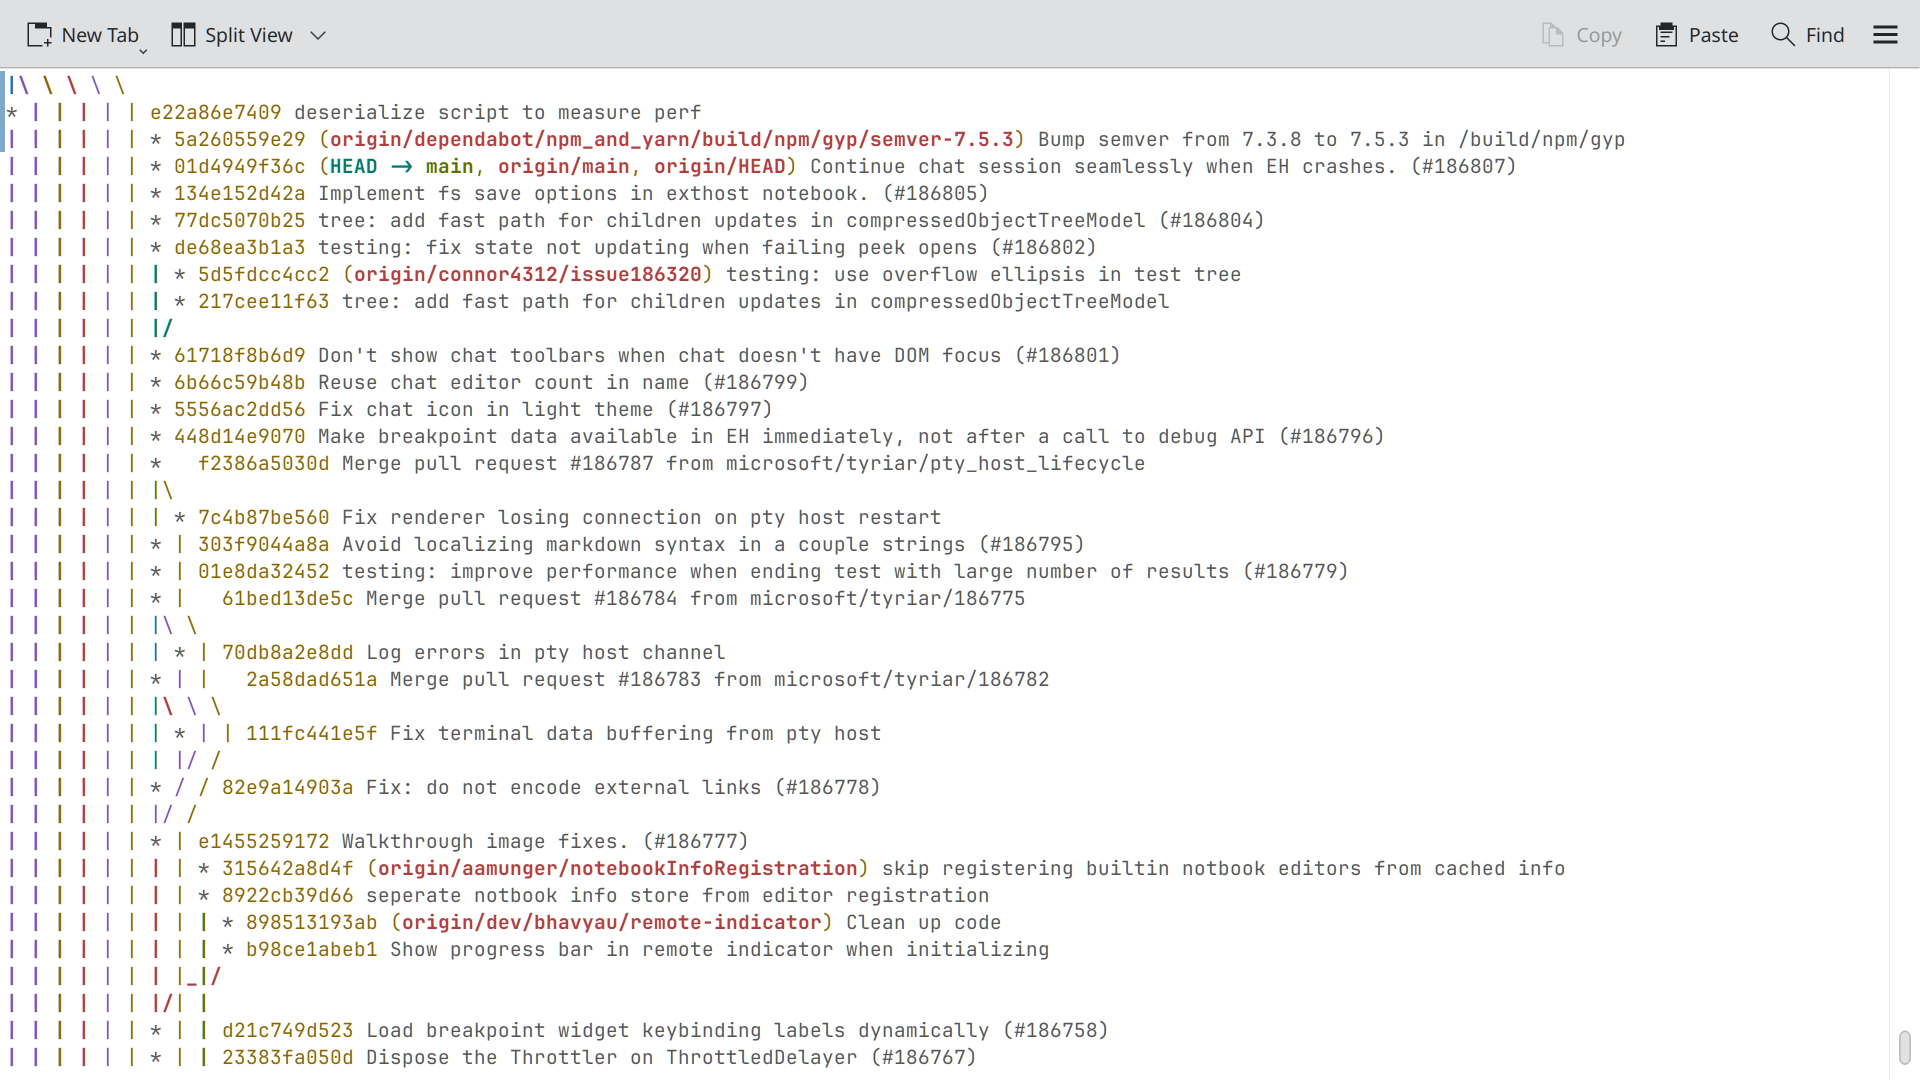 New Tab Split View Copy Paste Find
|\ \ \ \ \
* | | | | | e22a86e7409 deserialize script to measure perf
| | | | | | * 5a260559e29 (origin/dependabot/npm_and_yarn/build/npm/gyp/semver-7.5.3) Bump semver from 7.3.8 to 7.5.3 in /build/npm/gyp
| | | | | | * 01d4949f36c (HEAD -> main, origin/main, origin/HEAD) Continue chat session seamlessly when EH crashes. (#186807)
| | | | | | * 134e152d42a Implement fs save options in exthost notebook. (#186805)
| | | | | | * 77dc5070b25 tree: add fast path for children updates in compressedObjectTreeModel (#186804)
| | | | | | * de68ea3b1a3 testing: fix state not updating when failing peek opens (#186802)
| | | | | | | * 5d5fdcc4cc2 (origin/connor4312/issue186320) testing: use overflow ellipsis in test tree
| | | | | | | * 217cee11f63 tree: add fast path for children updates in compressedObjectTreeModel
| | | | | | |/
| | | | | | * 61718f8b6d9 Don't show chat toolbars when chat doesn't have DOM focus (#186801)
| | | | | | * 6b66c59b48b Reuse chat editor count in name (#186799)
| | | | | | * 5556ac2dd56 Fix chat icon in light theme (#186797)
| | | | | | * 448d14e9070 Make breakpoint data available in EH immediately, not after a call to debug API (#186796)
| | | | | | *   f2386a5030d Merge pull request #186787 from microsoft/tyriar/pty_host_lifecycle
| | | | | | |\
| | | | | | | * 7c4b87be560 Fix renderer losing connection on pty host restart
| | | | | | * | 303f9044a8a Avoid localizing markdown syntax in a couple strings (#186795)
| | | | | | * | 01e8da32452 testing: improve performance when ending test with large number of results (#186779)
| | | | | | * |   61bed13de5c Merge pull request #186784 from microsoft/tyriar/186775
| | | | | | |\ \
| | | | | | | * | 70db8a2e8dd Log errors in pty host channel
| | | | | | * | |   2a58dad651a Merge pull request #186783 from microsoft/tyriar/186782
| | | | | | |\ \ \
| | | | | | | * | | 111fc441e5f Fix terminal data buffering from pty host
| | | | | | | |/ /
| | | | | | * / / 82e9a14903a Fix: do not encode external links (#186778)
| | | | | | |/ /
| | | | | | * | e1455259172 Walkthrough image fixes. (#186777)
| | | | | | | | * 315642a8d4f (origin/aamunger/notebookInfoRegistration) skip registering builtin notbook editors from cached info
| | | | | | | | * 8922cb39d66 seperate notbook info store from editor registration
| | | | | | | | | * 898513193ab (origin/dev/bhavyau/remote-indicator) Clean up code
| | | | | | | | | * b98ce1abeb1 Show progress bar in remote indicator when initializing
| | | | | | | |_|/
| | | | | | |/| |
| | | | | | * | | d21c749d523 Load breakpoint widget keybinding labels dynamically (#186758)
| | | | | | * | | 23383fa050d Dispose the Throttler on ThrottledDelayer (#186767)